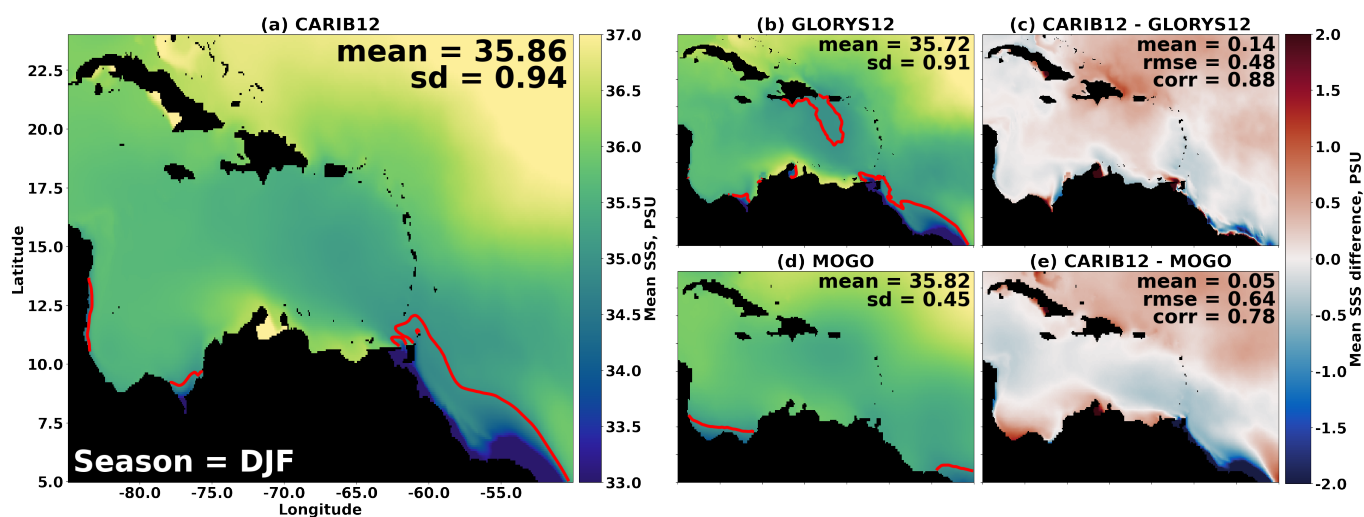 (a) CARIB12
mean = 35.86
sd = 0.94
Season = DJF
22.5
20.0
17.5
15.0
12.5
10.0
7.5
5.0
Latitude
-80.0 -75.0 -70.0 -65.0 -60.0 -55.0
Longitude
37.0
36.5
36.0
35.5
35.0
34.5
34.0
33.5
33.0
Mean SSS, PSU
(b) GLORYS12
mean = 35.72
sd = 0.91
(c) CARIB12 - GLORYS12
mean = 0.14
rmse = 0.48
corr = 0.88
(d) MOGO
mean = 35.82
sd = 0.45
(e) CARIB12 - MOGO
mean = 0.05
rmse = 0.64
corr = 0.78
2.0
1.5
1.0
0.5
0.0
-0.5
-1.0
-1.5
-2.0
Mean SSS difference, PSU